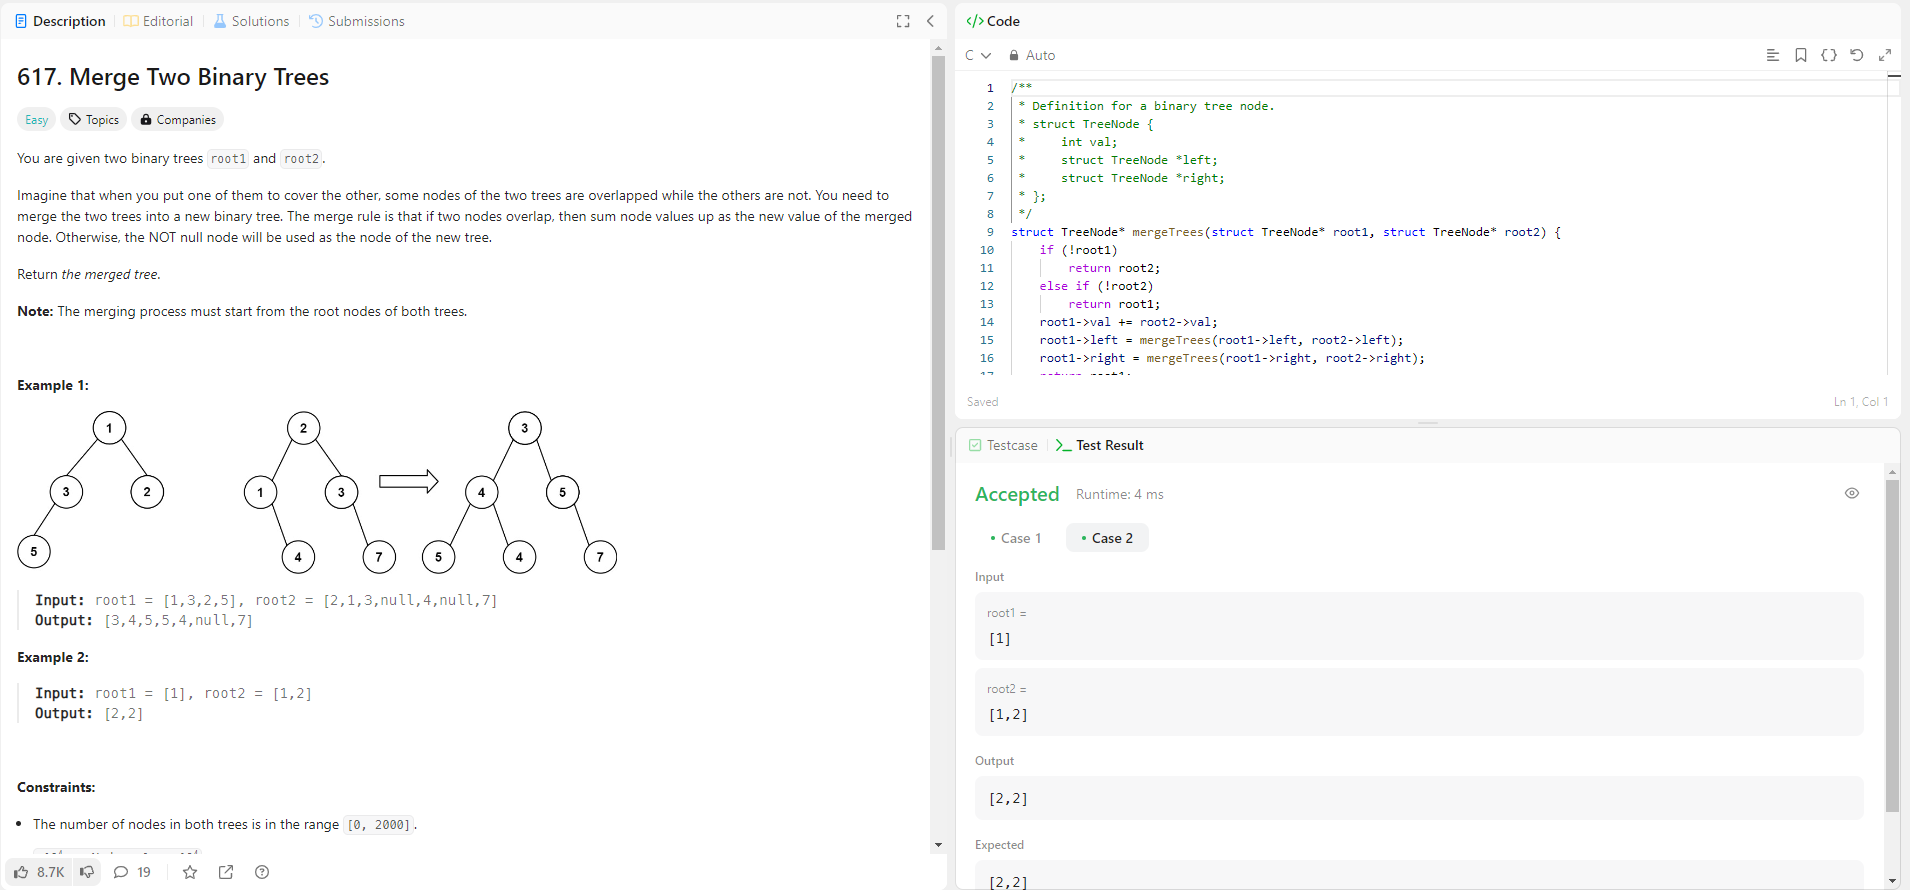 Description
Editorial
Solutions
Submissions
617. Merge Two Binary Trees
Easy
Topics
Companies
You are given two binary trees root1 and root2.
Imagine that when you put one of them to cover the other, some nodes of the two trees are overlapped while the others are not. You need to
merge the two trees into a new binary tree. The merge rule is that if two nodes overlap, then sum node values up as the new value of the merged
node. Otherwise, the NOT null node will be used as the node of the new tree.
Return the merged tree.
Note: The merging process must start from the root nodes of both trees.
Example 1:
1 2 3
3 2 1 3 4 5
5 4 7 5 4 7
Input: root1 = [1,3,2,5], root2 = [2,1,3,null,4,null,7]
Output: [3,4,5,5,4,null,7]
Example 2:
Input: root1 = [1], root2 = [1,2]
Output: [2,2]
Constraints:
• The number of nodes in both trees is in the range [0, 2000].
8.7K
19
</> Code
C
Auto
1 /**
2 * Definition for a binary tree node.
3 * struct TreeNode {
4 * int val;
5 * struct TreeNode *left;
6 * struct TreeNode *right;
7 * };
8 */
9 struct TreeNode* mergeTrees(struct TreeNode* root1, struct TreeNode* root2) {
10 if (!root1)
11 return root2;
12 else if (!root2)
13 return root1;
14 root1->val += root2->val;
15 root1->left = mergeTrees(root1->left, root2->left);
16 root1->right = mergeTrees(root1->right, root2->right);
17 return root1;
Saved
Ln 1, Col 1
Testcase
Test Result
Accepted
Runtime: 4 ms
• Case 1
• Case 2
Input
root1 =
[1]
root2 =
[1,2]
Output
[2,2]
Expected
[2,2]